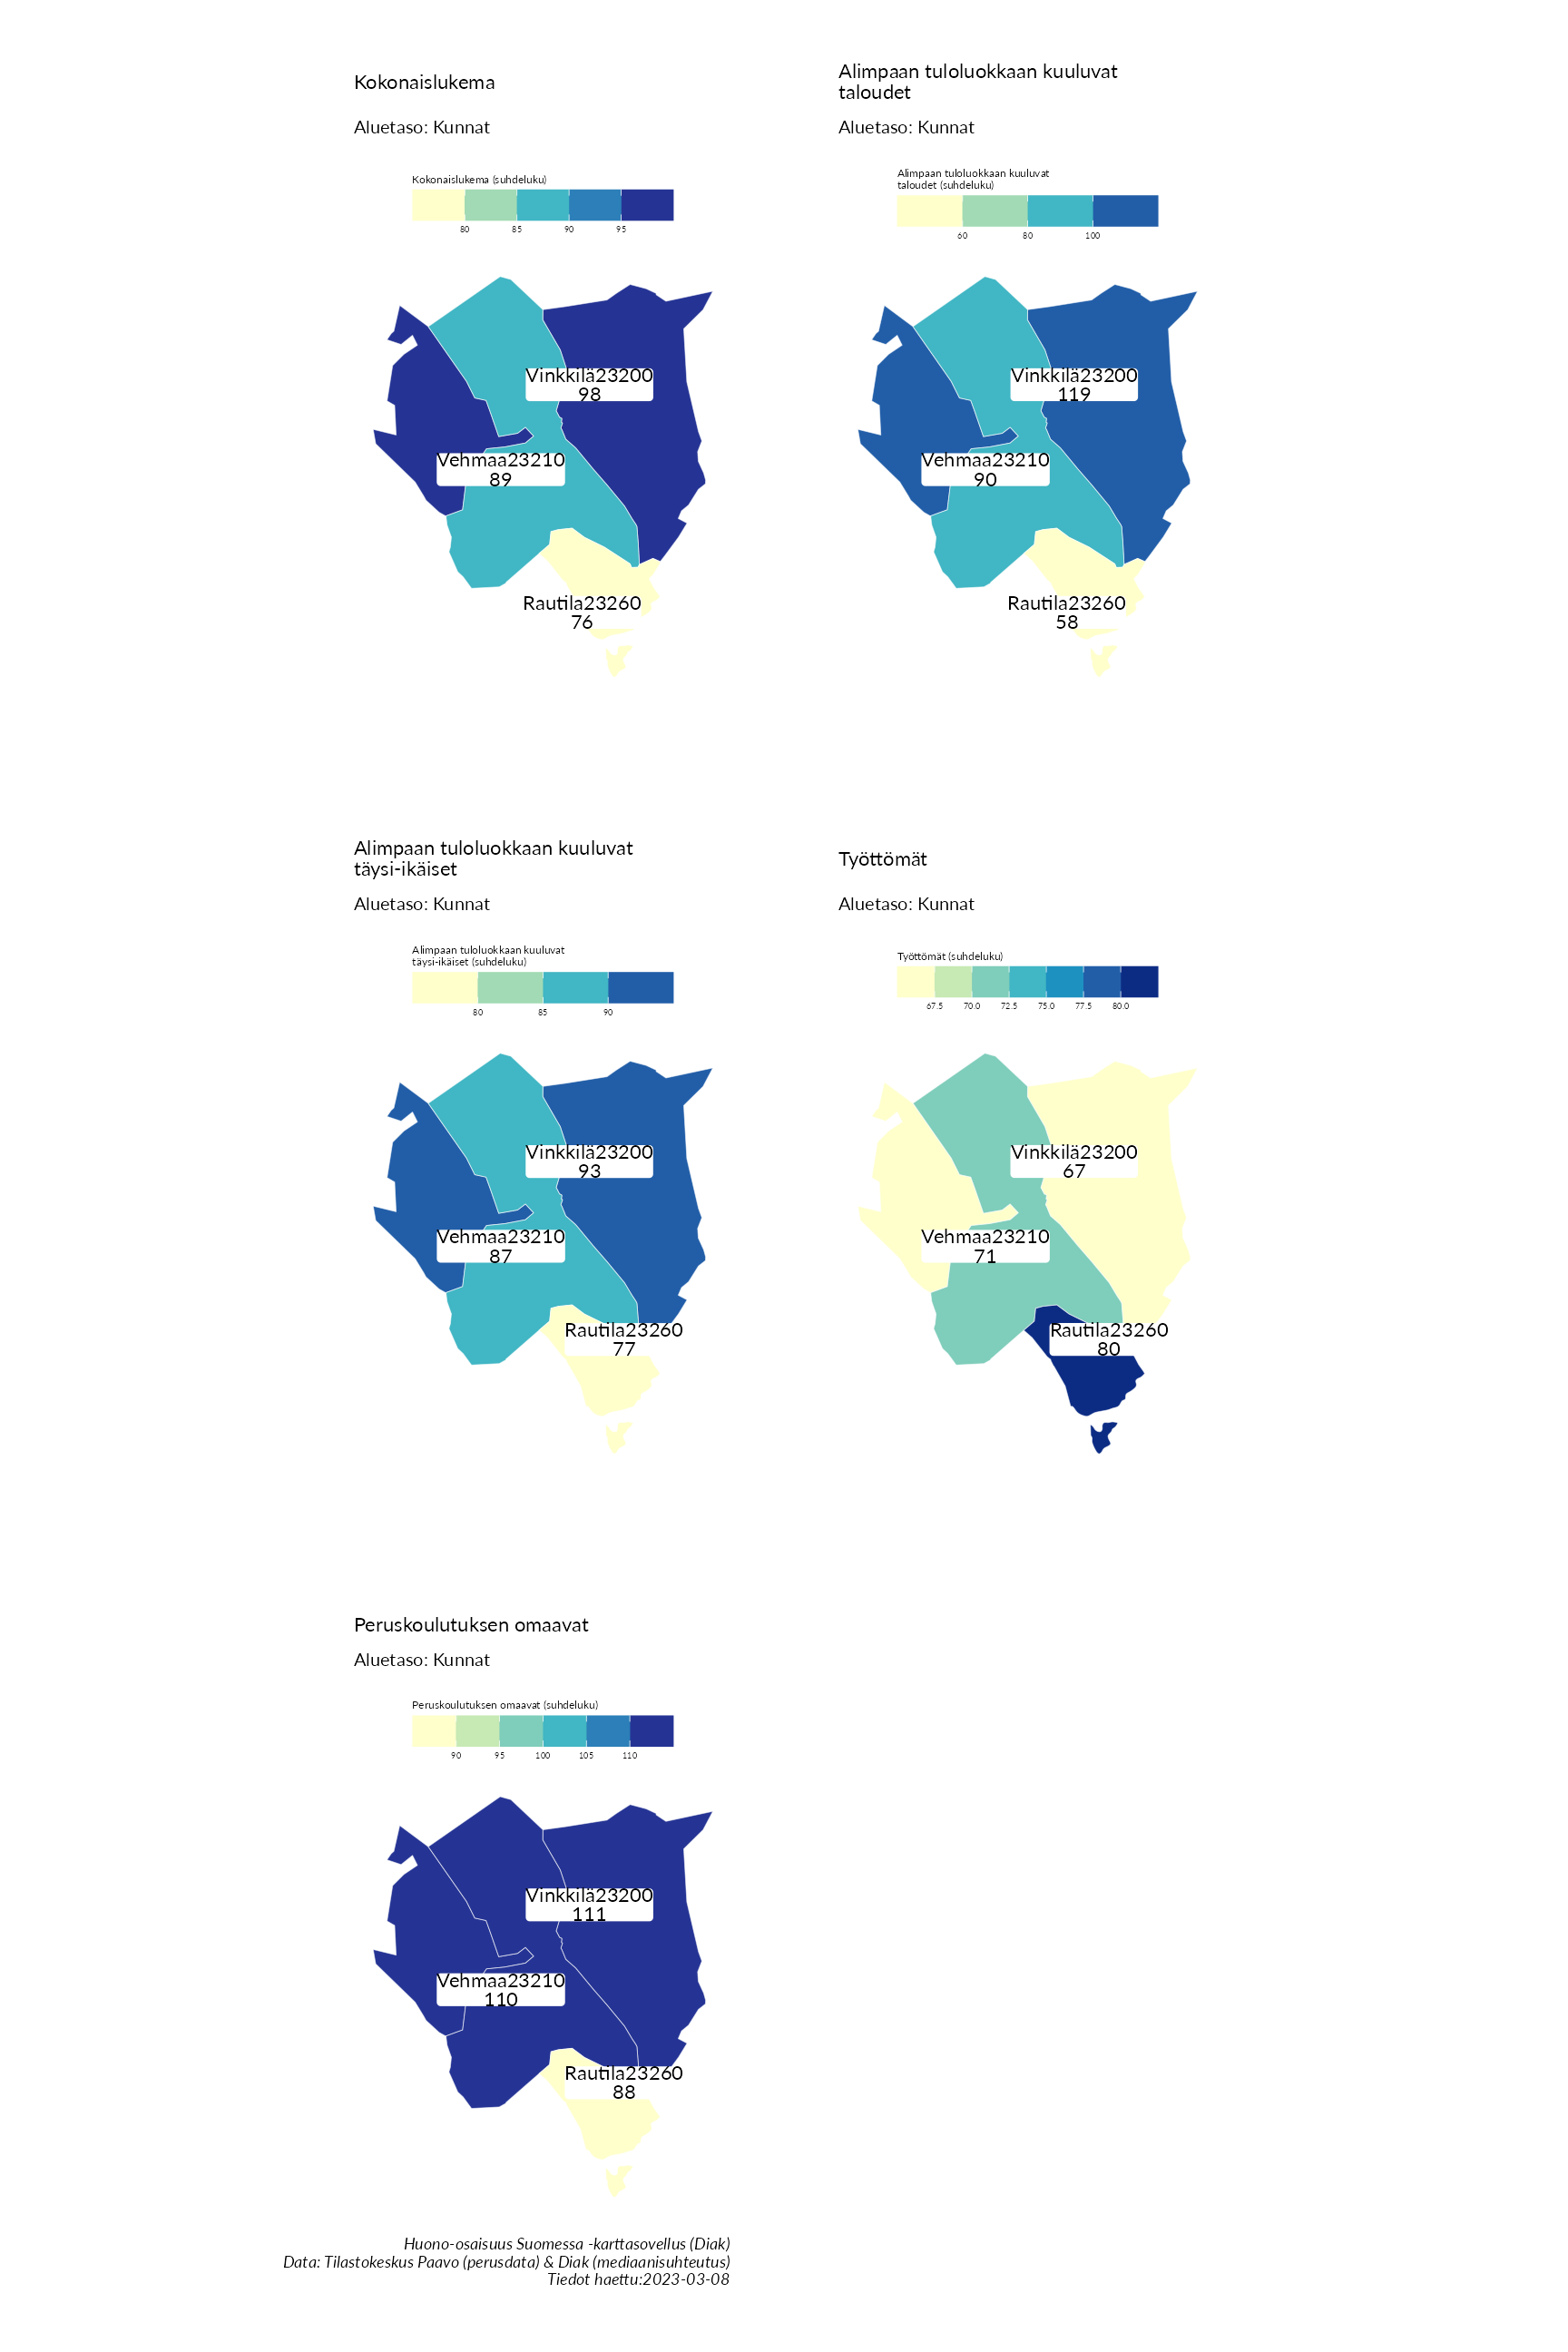 Kokonaislukema
Aluetaso: Kunnat
Kokonaislukema (suhdeluku)
80 85 90 95
Vinkkilä23200
98
Vehmaa23210
89
Rautila23260
76
Alimpaan tuloluokkaan kuuluvat
taloudet
Aluetaso: Kunnat
Alimpaan tuloluokkaan kuuluvat
taloudet (suhdeluku)
60 80 100
Vinkkilä23200
119
Vehmaa23210
90
Rautila23260
58
Alimpaan tuloluokkaan kuuluvat
täysi-ikäiset
Aluetaso: Kunnat
Alimpaan tuloluokkaan kuuluvat
täysi-ikäiset (suhdeluku)
80 85 90
Vinkkilä23200
93
Vehmaa23210
87
Rautila23260
77
Työttömät
Aluetaso: Kunnat
Työttömät (suhdeluku)
67.5 70.0 72.5 75.0 77.5 80.0
Vinkkilä23200
67
Vehmaa23210
71
Rautila23260
80
Peruskoulutuksen omaavat
Aluetaso: Kunnat
Peruskoulutuksen omaavat (suhdeluku)
90 95 100 105 110
Vinkkilä23200
111
Vehmaa23210
110
Rautila23260
88
Huono-osaisuus Suomessa -karttasovellus (Diak)
Data: Tilastokeskus Paavo (perusdata) & Diak (mediaanisuhteutus)
Tiedot haettu:2023-03-08